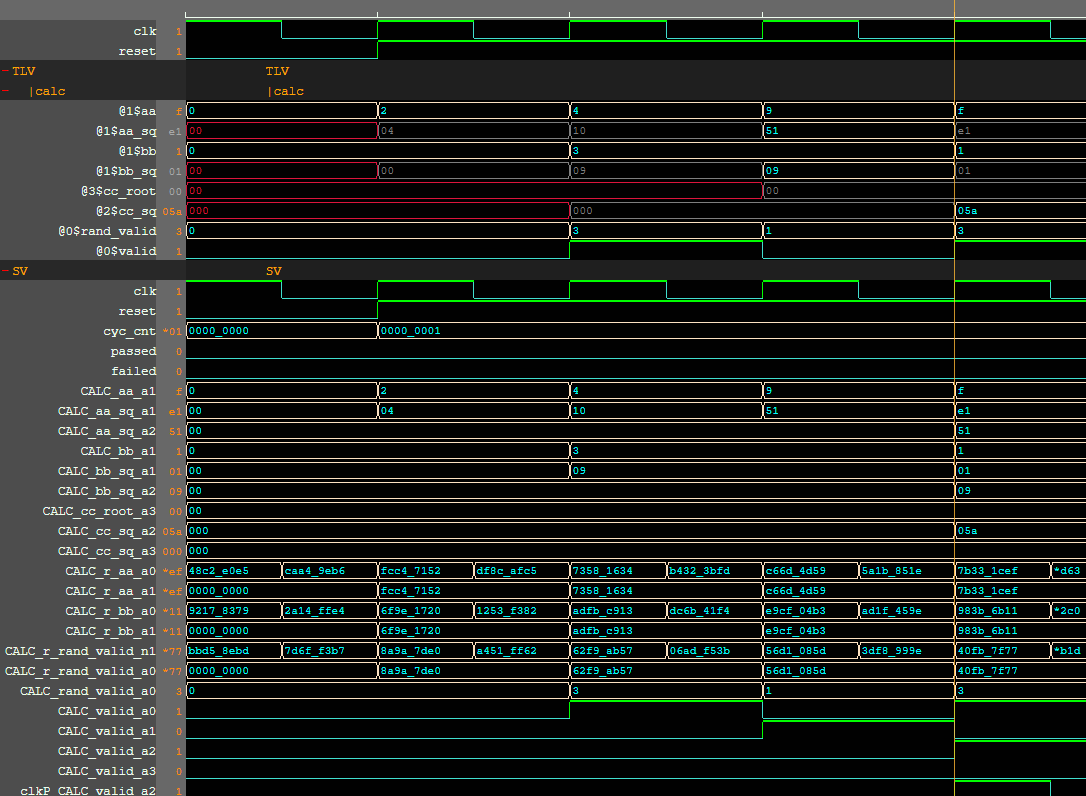 clk 1
reset 1
TLV TLV
|calc |calc
@1$aa f 0 2 4 9 f
@1$aa_sq e1 00 04 10 51 e1
@1$bb 1 0 3 1
@1$bb_sq 01 00 00 09 09 01
@3$cc_root 00 00 00
@2$cc_sq 05a 000 000 05a
@0$rand_valid 3 0 3 1 3
@0$valid 1
SV SV
clk 1
reset 1
cyc_cnt *01 0000_0000 0000_0001
passed 0
failed 0
CALC_aa_a1 f 0 2 4 9 f
CALC_aa_sq_a1 e1 00 04 10 51 e1
CALC_aa_sq_a2 51 00 51
CALC_bb_a1 1 0 3 1
CALC_bb_sq_a1 01 00 09 01
CALC_bb_sq_a2 09 00 09
CALC_cc_root_a3 00 00
CALC_cc_sq_a2 05a 000 05a
CALC_cc_sq_a3 000 000
CALC_r_aa_a0 *ef 48c2_e0e5 caa4_9eb6 fcc4_7152 df8c_afc5 7358_1634 b432_3bfd c66d_4d59 5a1b_851e 7b33_1cef *d63
CALC_r_aa_a1 *ef 0000_0000 fcc4_7152 7358_1634 c66d_4d59 7b33_1cef
CALC_r_bb_a0 *11 9217_8379 2a14_ffe4 6f9e_1720 1253_f382 adfb_c913 dc6b_41f4 e9cf_04b3 ad1f_459e 983b_6b11 *2c0
CALC_r_bb_a1 *11 0000_0000 6f9e_1720 adfb_c913 e9cf_04b3 983b_6b11
CALC_r_rand_valid_n1 *77 bbd5_8ebd 7d6f_f3b7 8a9a_7de0 a451_ff62 62f9_ab57 06ad_f53b 56d1_085d 3df8_999e 40fb_7f77 *b1d
CALC_r_rand_valid_a0 *77 0000_0000 8a9a_7de0 62f9_ab57 56d1_085d 40fb_7f77
CALC_rand_valid_a0 3 0 3 1 3
CALC_valid_a0 1
CALC_valid_a1 0
CALC_valid_a2 1
CALC_valid_a3 0
clkP_CALC_valid_a2 1